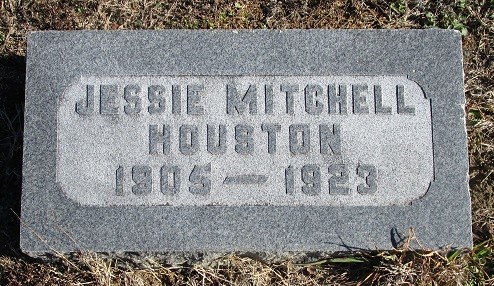 JESSIE MITCHELL
HOUSTON
1905 — 1923